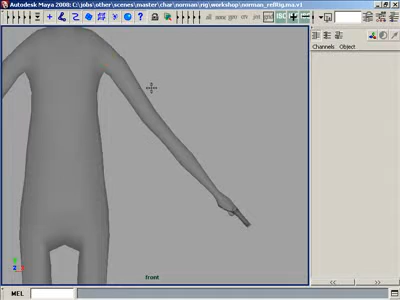 Autodesk Maya 2008: C:\jobs\other\scenes\master\char\norman\rig\workshop\norman_refRig.ma.v1
Channels Object
front
MEL
<<
>>